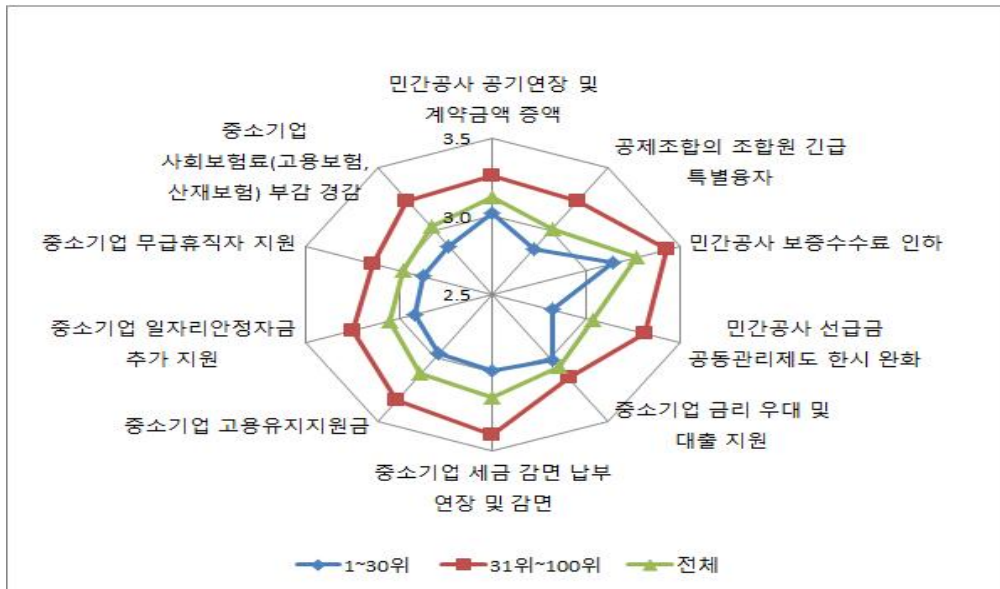 민간공사 공기연장 및
계약금액 증액
공제조합의 조합원 긴급
특별융자
민간공사 보증수수료 인하
민간공사 선급금
공동관리제도 한시 완화
중소기업 금리 우대 및
대출 지원
중소기업 세금 감면 납부
연장 및 감면
중소기업 고용유지지원금
중소기업 일자리안정자금
추가 지원
중소기업 무급휴직자 지원
중소기업
사회보험료(고용보험,
산재보험) 부감 경감
3.5
3.0
2.5
1~30위
31위~100위
전체